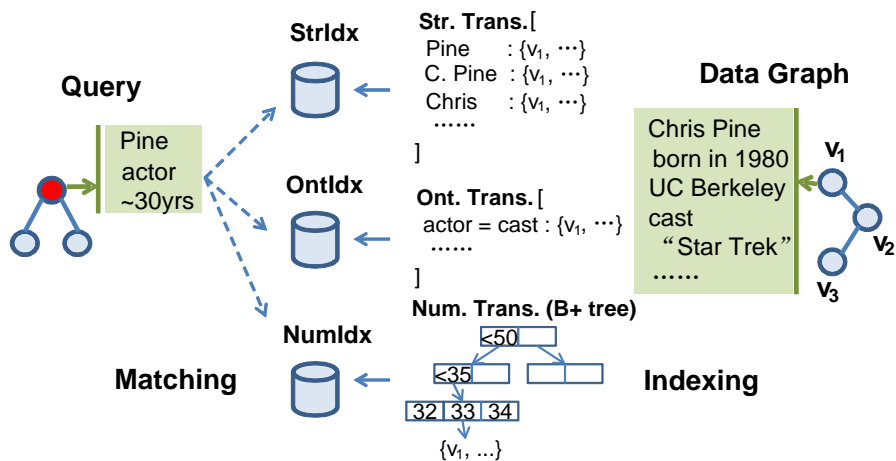 Query
Pine
actor
~30yrs
Matching
StrIdx
OntIdx
NumIdx
Str. Trans.[
Pine : {v1, ⋯}
C. Pine : {v1, ⋯}
Chris : {v1, ⋯}
⋯⋯
]
Ont. Trans.[
actor = cast : {v1, ⋯}
⋯⋯
]
Num. Trans. (B+ tree)
<50
<35
32 33 34
{v1, ...}
Data Graph
Chris Pine
born in 1980
UC Berkeley
cast
“Star Trek”
⋯⋯
v1
v2
v3
Indexing